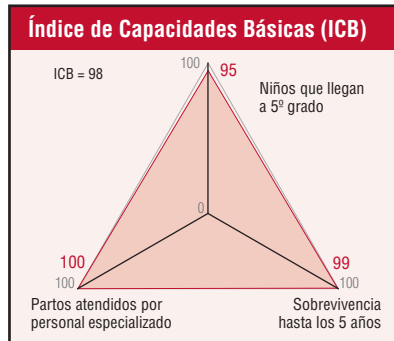 Índice de Capacidades Básicas (ICB)
ICB = 98
100
95
Niños que llegan
a 5º grado
0
100
100
99
100
Partos atendidos por
personal especializado
Sobrevivencia
hasta los 5 años